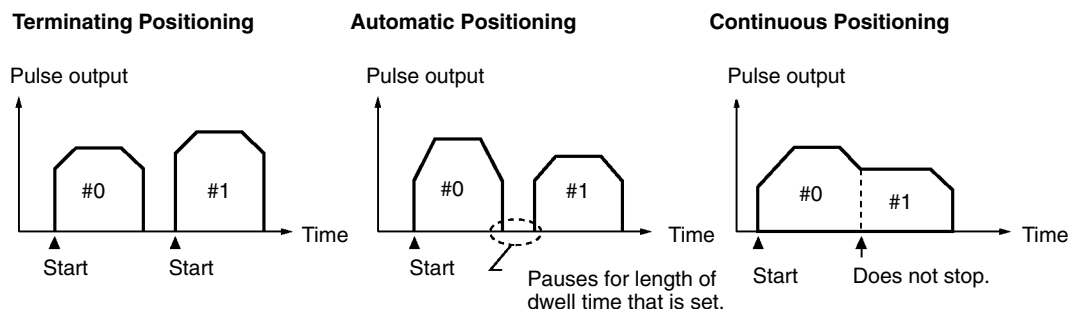 Terminating Positioning
Pulse output
#0
#1
Time
Start
Start
Automatic Positioning
Pulse output
#0
#1
Time
Start
Pauses for length of
dwell time that is set.
Continuous Positioning
Pulse output
#0
#1
Time
Start
Does not stop.